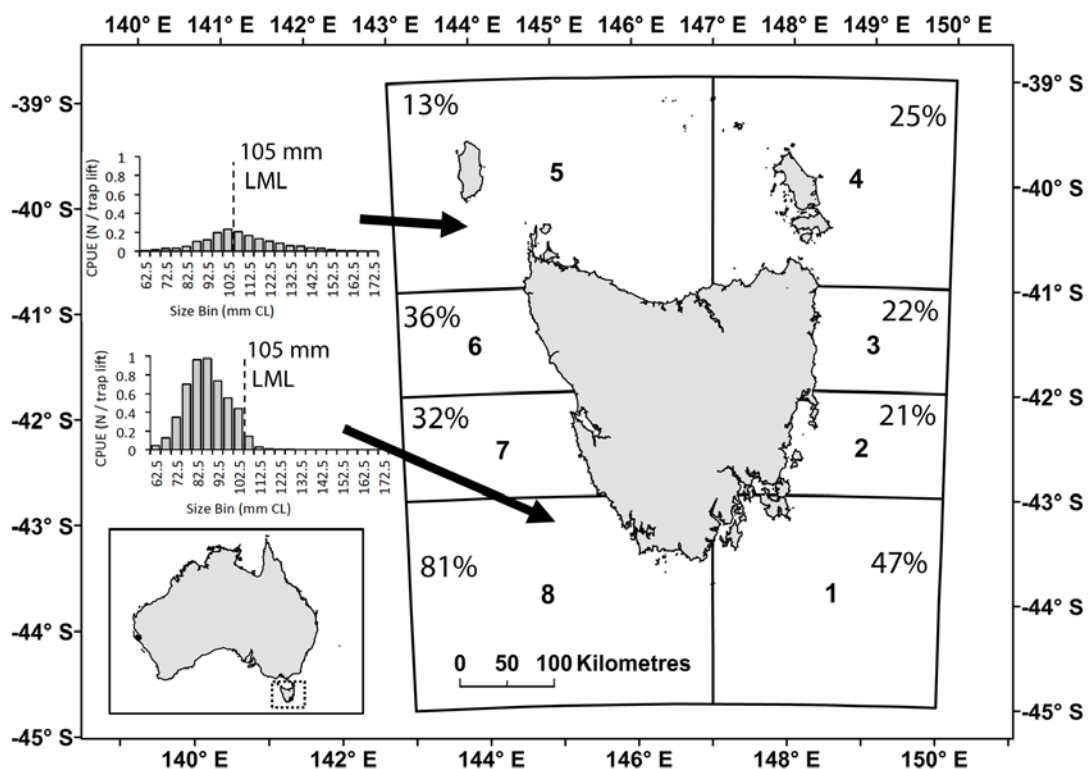 140° E 141° E 142° E 143° E 144° E 145° E 146° E 147° E 148° E 149° E 150° E
-39° S
-40° S
-41° S
-42° S
-43° S
-44° S
-45° S
-39° S
-40° S
-41° S
-42° S
-43° S
-44° S
-45° S
13%
25%
5
4
36%
22%
6
3
32%
21%
7
2
81%
47%
8
1
105 mm
LML
CPUE (N / trap lift)
1
0.8
0.6
0.4
0.2
0
62.5 72.5 82.5 92.5 102.5 112.5 122.5 132.5 142.5 152.5 162.5 172.5
Size Bin (mm CL)
105 mm
LML
CPUE (N / trap lift)
1
0.8
0.6
0.4
0.2
0
62.5 72.5 82.5 92.5 102.5 112.5 122.5 132.5 142.5 152.5 162.5 172.5
Size Bin (mm CL)
0 50 100 Kilometres
140° E 142° E 144° E 146° E 148° E 150° E